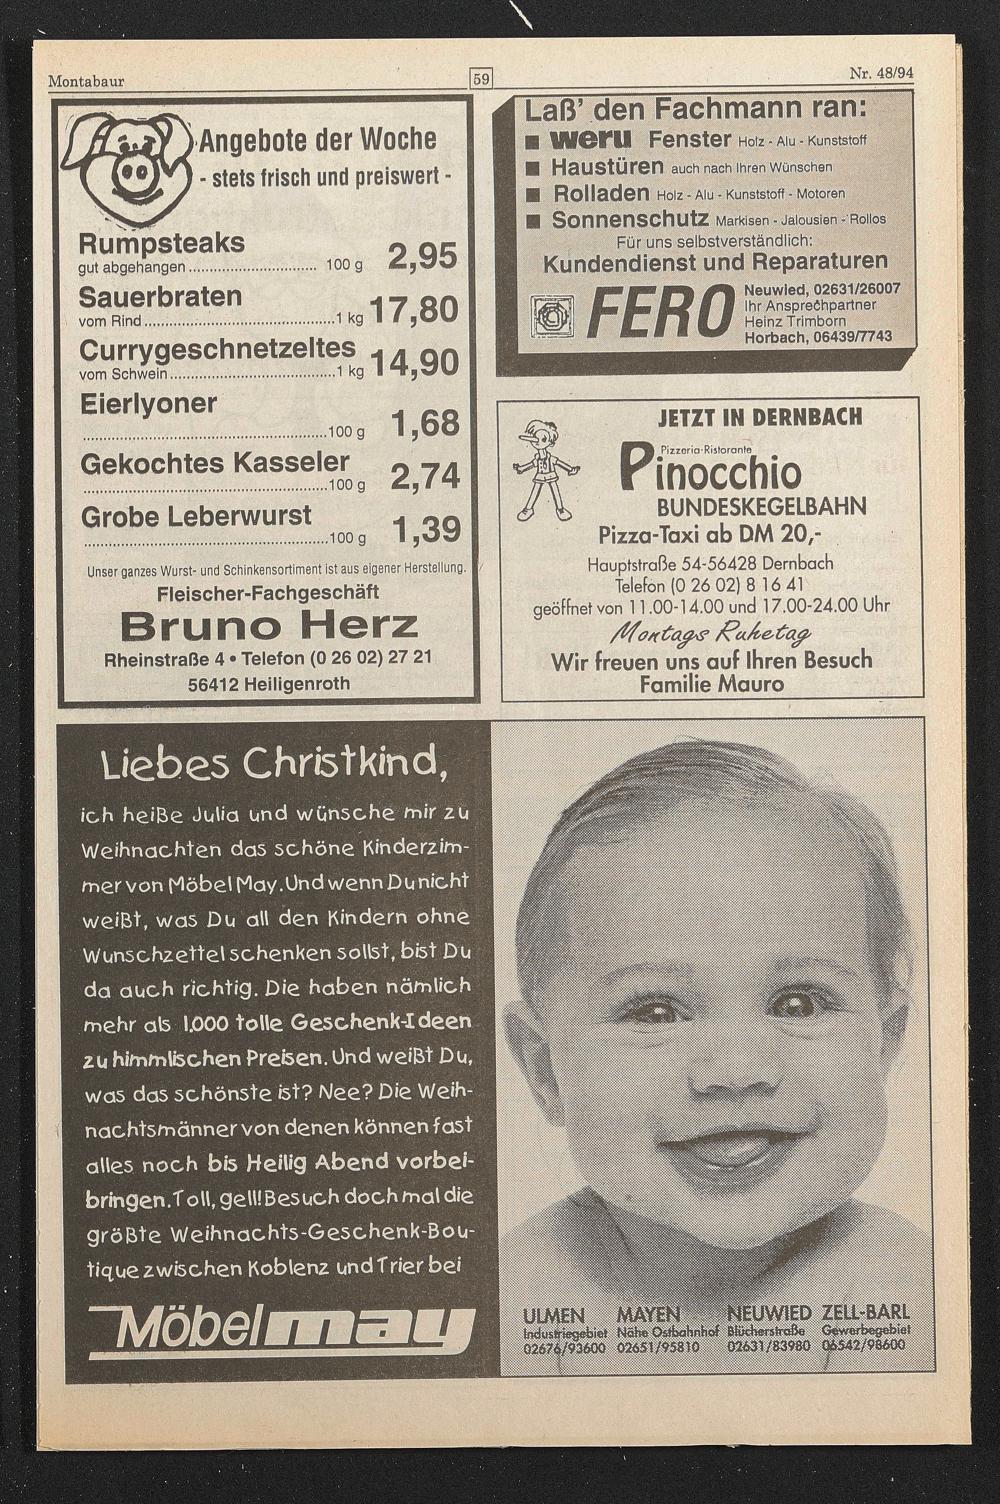 Montabaur
59
Nr. 48/94
Angebote der Woche
- stets frisch und preiswert -
Rumpsteaks
gut abgehangen ................................ 100 g 2,95
Sauerbraten
vom Rind ................................................1 kg 17,80
Currygeschnetzeltes
vom Schwein ..........................................1 kg 14,90
Eierlyoner
.............................................................100 g 1,68
Gekochtes Kasseler
.............................................................100 g 2,74
Grobe Leberwurst
.............................................................100 g 1,39
Unser ganzes Wurst- und Schinkensortiment ist aus eigener Herstellung.
Fleischer-Fachgeschäft
Bruno Herz
Rheinstraße 4 • Telefon (0 26 02) 27 21
56412 Heiligenroth
Laß' den Fachmann ran:
■ weru Fenster Holz - Alu - Kunststoff
■ Haustüren auch nach Ihren Wünschen
■ Rolladen Holz - Alu - Kunststoff - Motoren
■ Sonnenschutz Markisen - Jalousien - Rollos
Für uns selbstverständlich:
Kundendienst und Reparaturen
FERO
Neuwied, 02631/26007
Ihr Ansprechpartner
Heinz Trimborn
Horbach, 06439/7743
JETZT IN DERNBACH
Pizzeria-Ristorante
Pinocchio
BUNDESKEGELBAHN
Pizza-Taxi ab DM 20,-
Hauptstraße 54-56428 Dernbach
Telefon (0 26 02) 8 16 41
geöffnet von 11.00-14.00 und 17.00-24.00 Uhr
Montags Ruhetag
Wir freuen uns auf Ihren Besuch
Familie Mauro
Liebes Christkind,
ich heiße Julia und wünsche mir zu
Weihnachten das schöne Kinderzim-
mer von Möbel May. Und wenn Du nicht
weißt, was Du all den Kindern ohne
Wunschzettel schenken sollst, bist Du
da auch richtig. Die haben nämlich
mehr als 1.000 tolle Geschenk-Ideen
zu himmlischen Preisen. Und weißt Du,
was das schönste ist? Nee? Die Weih-
nachtsmänner von denen können fast
alles noch bis Heilig Abend vorbei-
bringen. Toll, gell! Besuch doch mal die
größte Weihnachts-Geschenk-Bou-
tique zwischen Koblenz und Trier bei
Möbel may
ULMEN
Industriegebiet
02676/93600
MAYEN
Nähe Ostbahnhof
02651/95810
NEUWIED
Blücherstraße
02631/83980
ZELL-BARL
Gewerbegebiet
06542/98600